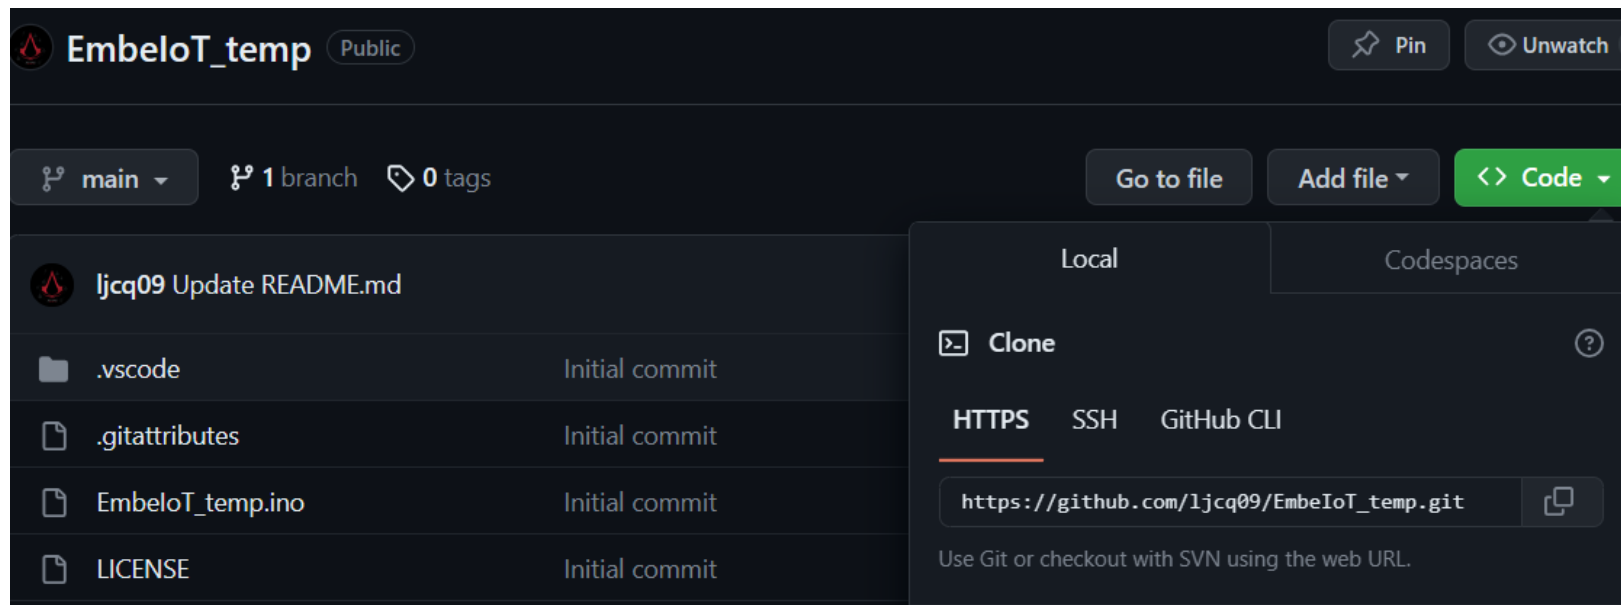 EmbeIoT_temp Public Pin Unwatch
main 1 branch 0 tags Go to file Add file Code
Local Codespaces
ljcq09 Update README.md
Clone
.vscode Initial commit
HTTPS SSH GitHub CLI
.gitattributes Initial commit
https://github.com/ljcq09/EmbeIoT_temp.git
EmbeIoT_temp.ino Initial commit
Use Git or checkout with SVN using the web URL.
LICENSE Initial commit